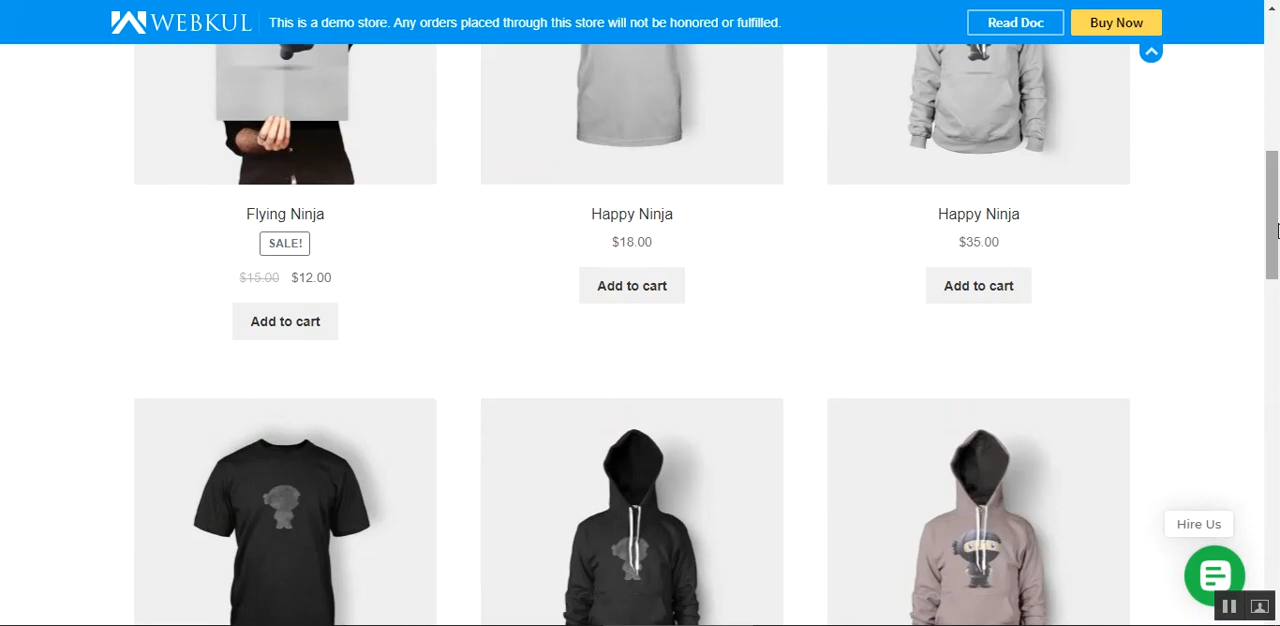 WEBKUL This is a demo store. Any orders placed through this store will not be honored or fulfilled. Read Doc Buy Now
Flying Ninja Happy Ninja Happy Ninja
SALE! $18.00 $35.00
$15.00 $12.00
Add to cart Add to cart
Add to cart
Hire Us